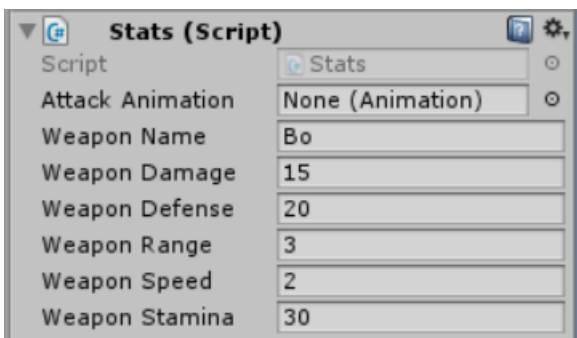 Stats (Script)
Script Stats
Attack Animation None (Animation)
Weapon Name Bo
Weapon Damage 15
Weapon Defense 20
Weapon Range 3
Weapon Speed 2
Weapon Stamina 30